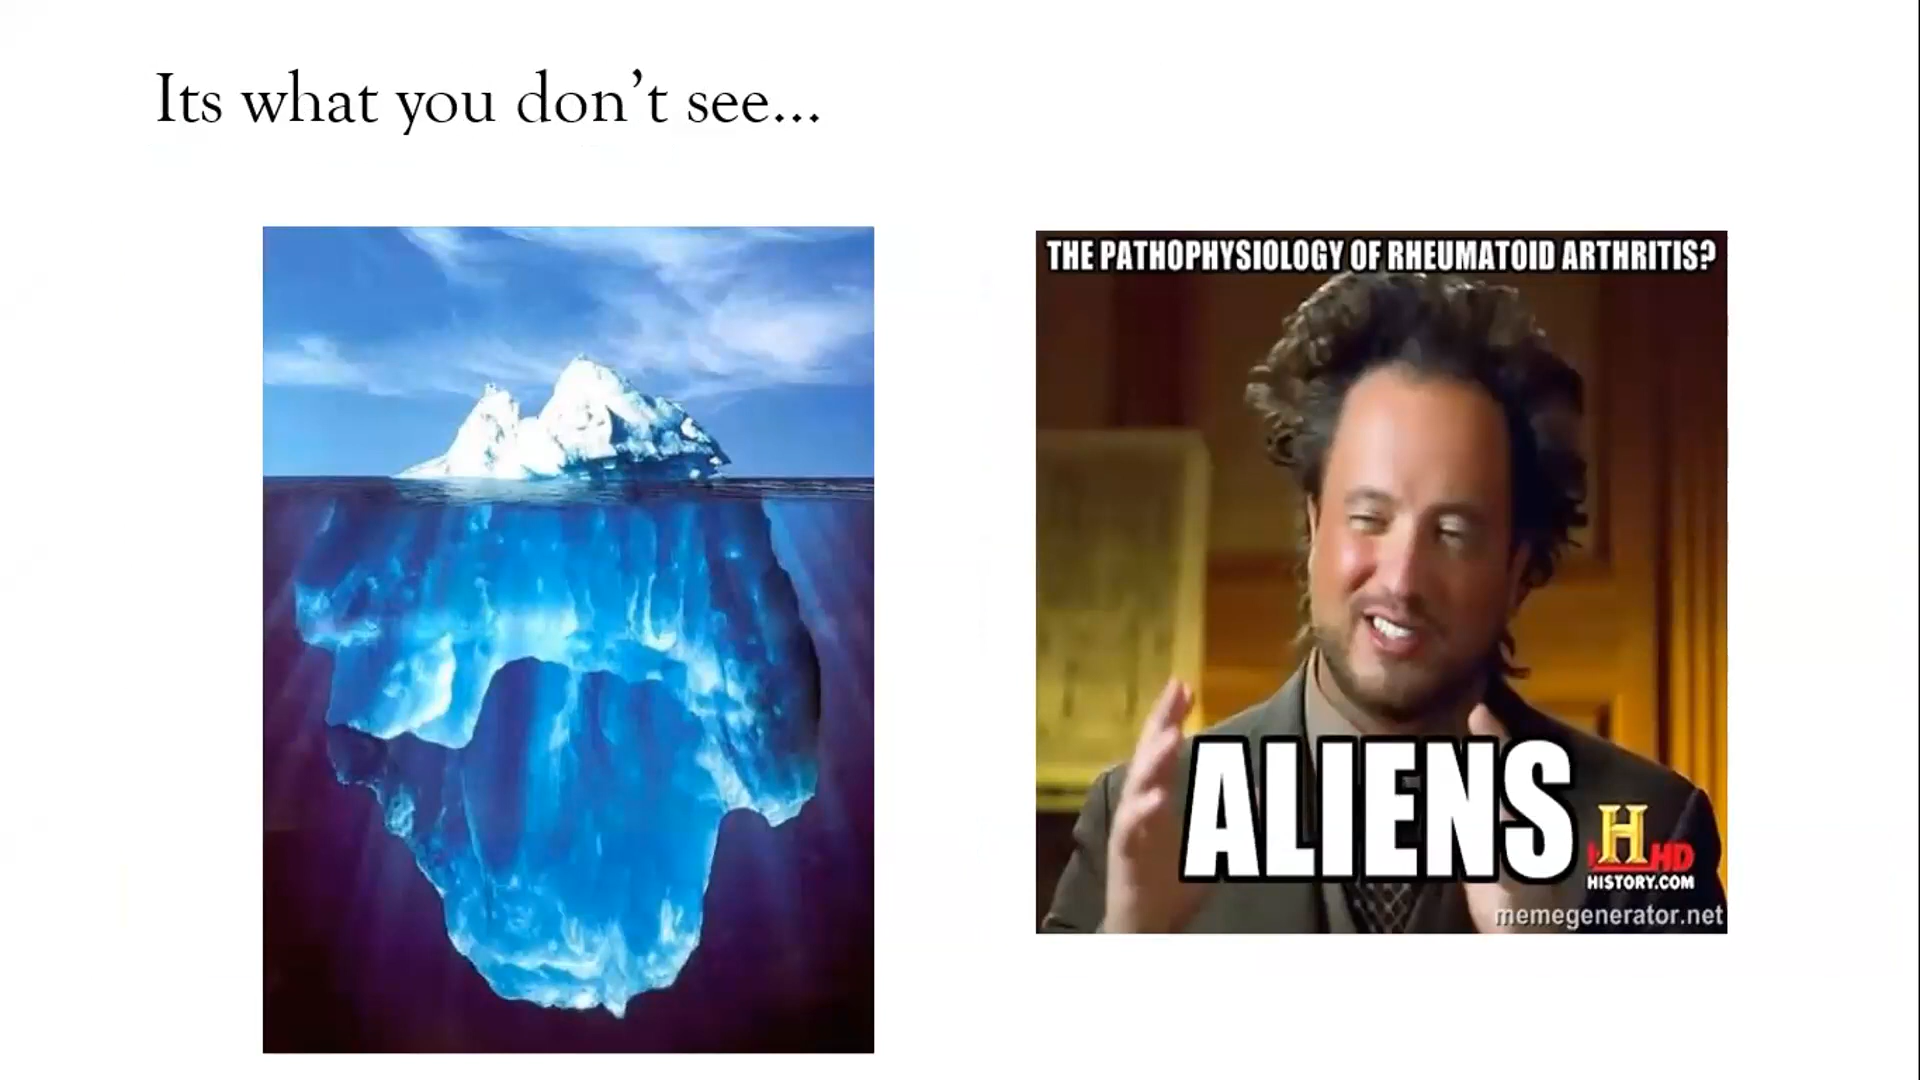 Its what you don’t see...
THE PATHOPHYSIOLOGY OF RHEUMATOID ARTHRITIS?
ALIENS
H HD
HISTORY.COM
memegenerator.net